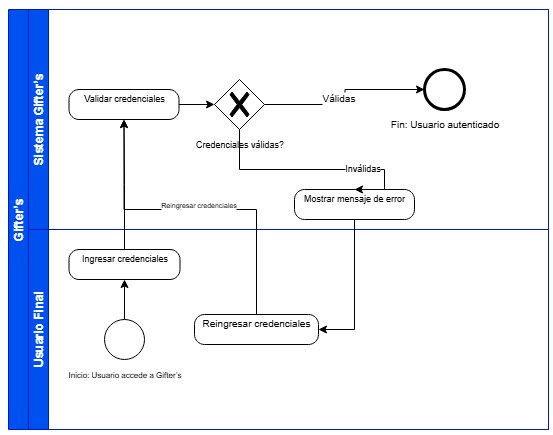 Gifter's
Sistema Gifter's
Validar credenciales
Válidas
Fin: Usuario autenticado
Credenciales válidas?
Inválidas
Mostrar mensaje de error
Reingresar credenciales
Usuario Final
Ingresar credenciales
Reingresar credenciales
Inicio: Usuario accede a Gifter´s